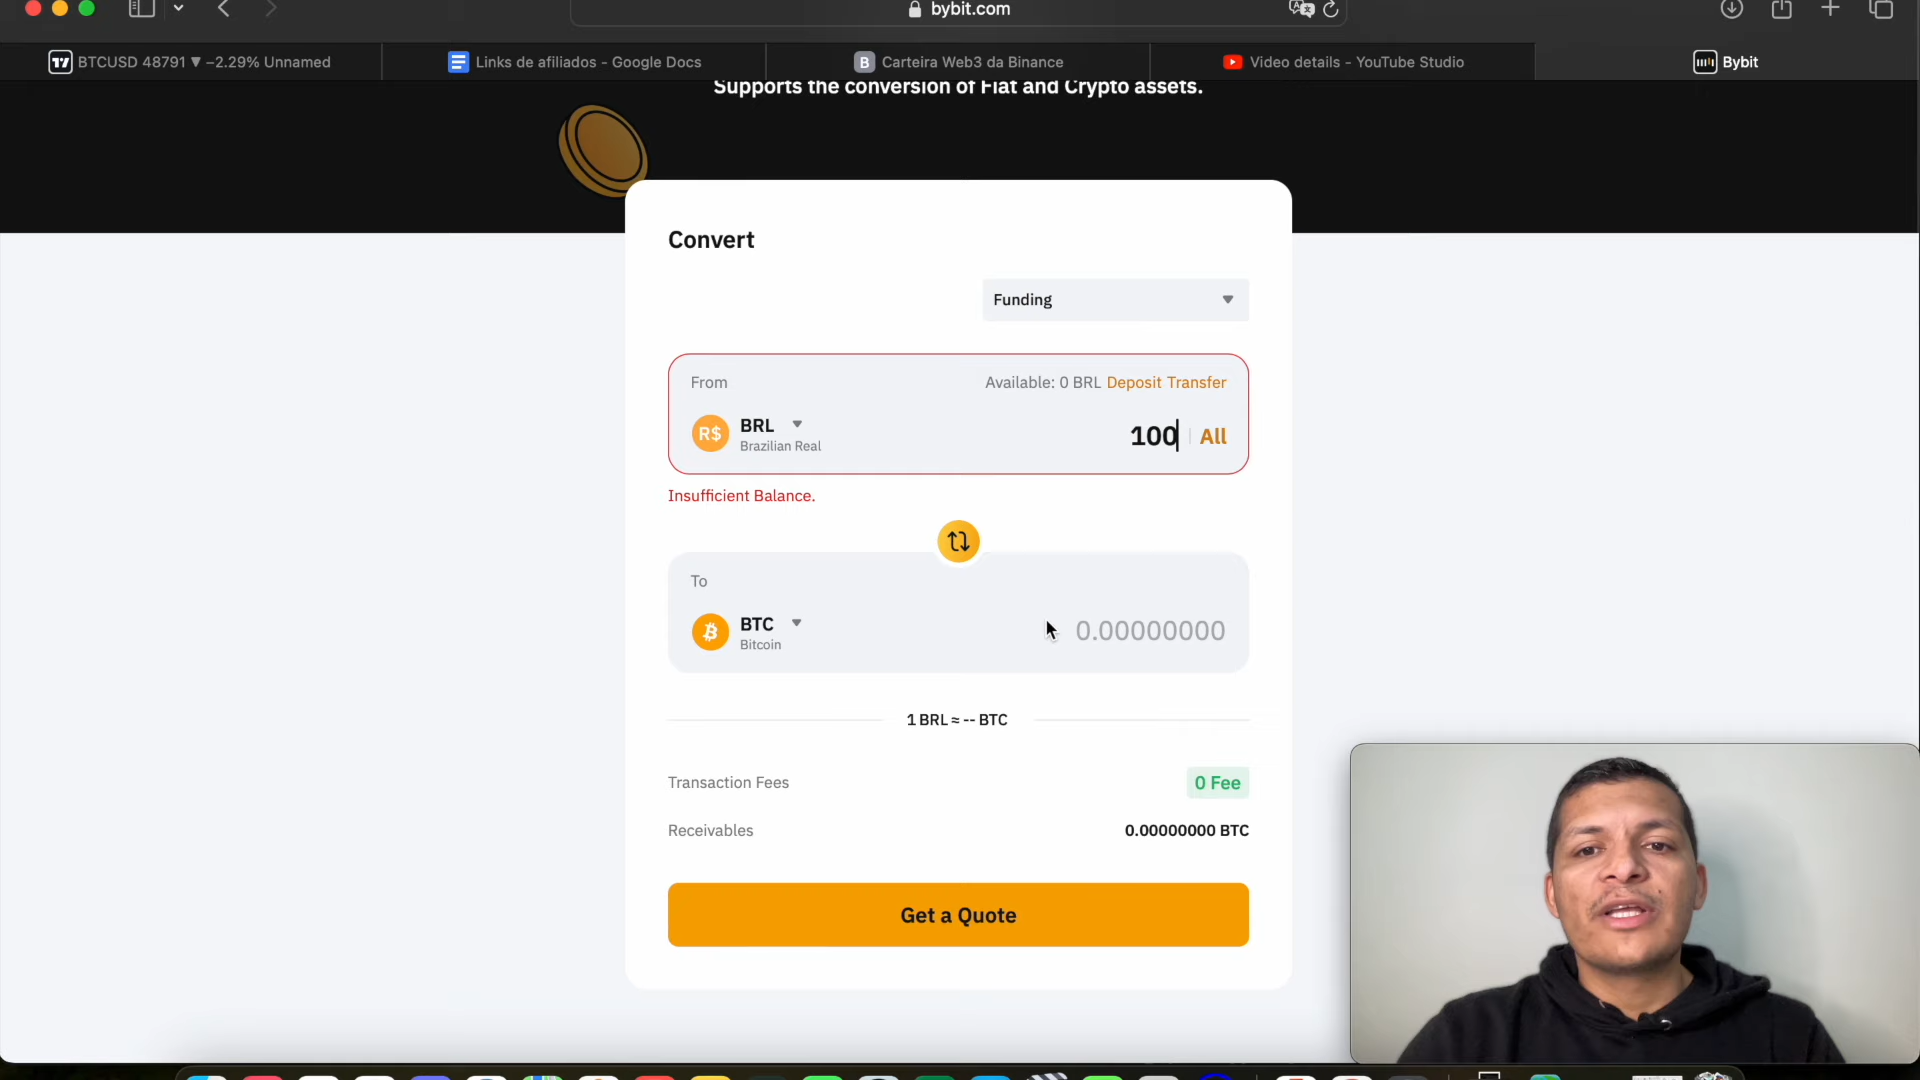 bybit.com
BTCUSD 48791 ▼ −2.29% Unnamed
Links de afiliados - Google Docs
B Carteira Web3 da Binance
Video details - YouTube Studio
Bybit
Supports the conversion of Fiat and Crypto assets.
Convert
Funding
From
Available: 0 BRL Deposit Transfer
R$ BRL
Brazilian Real
100 All
Insufficient Balance.
To
BTC
Bitcoin
0.00000000
1 BRL ≈ -- BTC
Transaction Fees
0 Fee
Receivables
0.00000000 BTC
Get a Quote